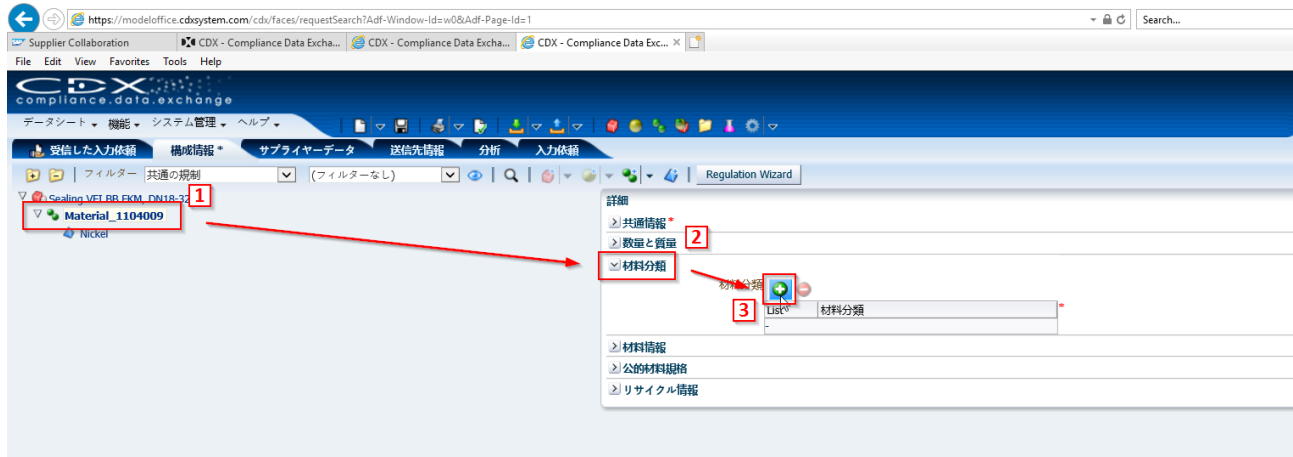 https://modeloffice.cdxsystem.com/cdx/faces/requestSearch?Adf-Window-Id=w0&Adf-Page-Id=1 Search...
Supplier Collaboration CDX - Compliance Data Excha... CDX - Compliance Data Excha... CDX - Compliance Data Exc...
File Edit View Favorites Tools Help
CDX
compliance.data.exchange
データシート 機能 システム管理 ヘルプ
受信した入力依頼 構成情報 * サプライヤーデータ 送信先情報 分析 入力依頼
フィルター 共通の規制 (フィルターなし) Regulation Wizard
Sealing VEI BR FKM, DN18-32 1
Material_1104009
Nickel
詳細
共通情報 *
数量と質量 2
材料分類
材料分類
3 List 材料分類 *
-
材料情報
公的材料規格
リサイクル情報